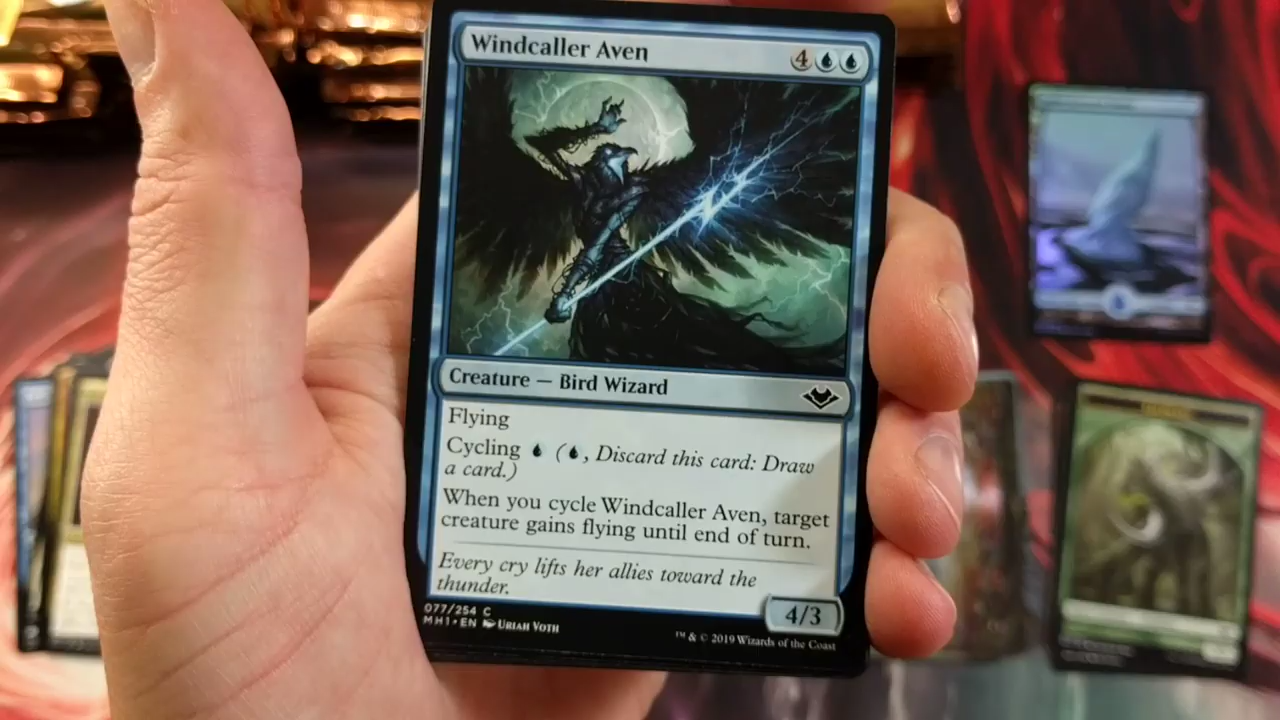 Windcaller Aven 4
Creature — Bird Wizard
Flying
Cycling ( , Discard this card: Draw
a card.)
When you cycle Windcaller Aven, target
creature gains flying until end of turn.
Every cry lifts her allies toward the
thunder.
4/3
077/254 C
MH1•EN Uriah Voth
™ & © 2019 Wizards of the Coast